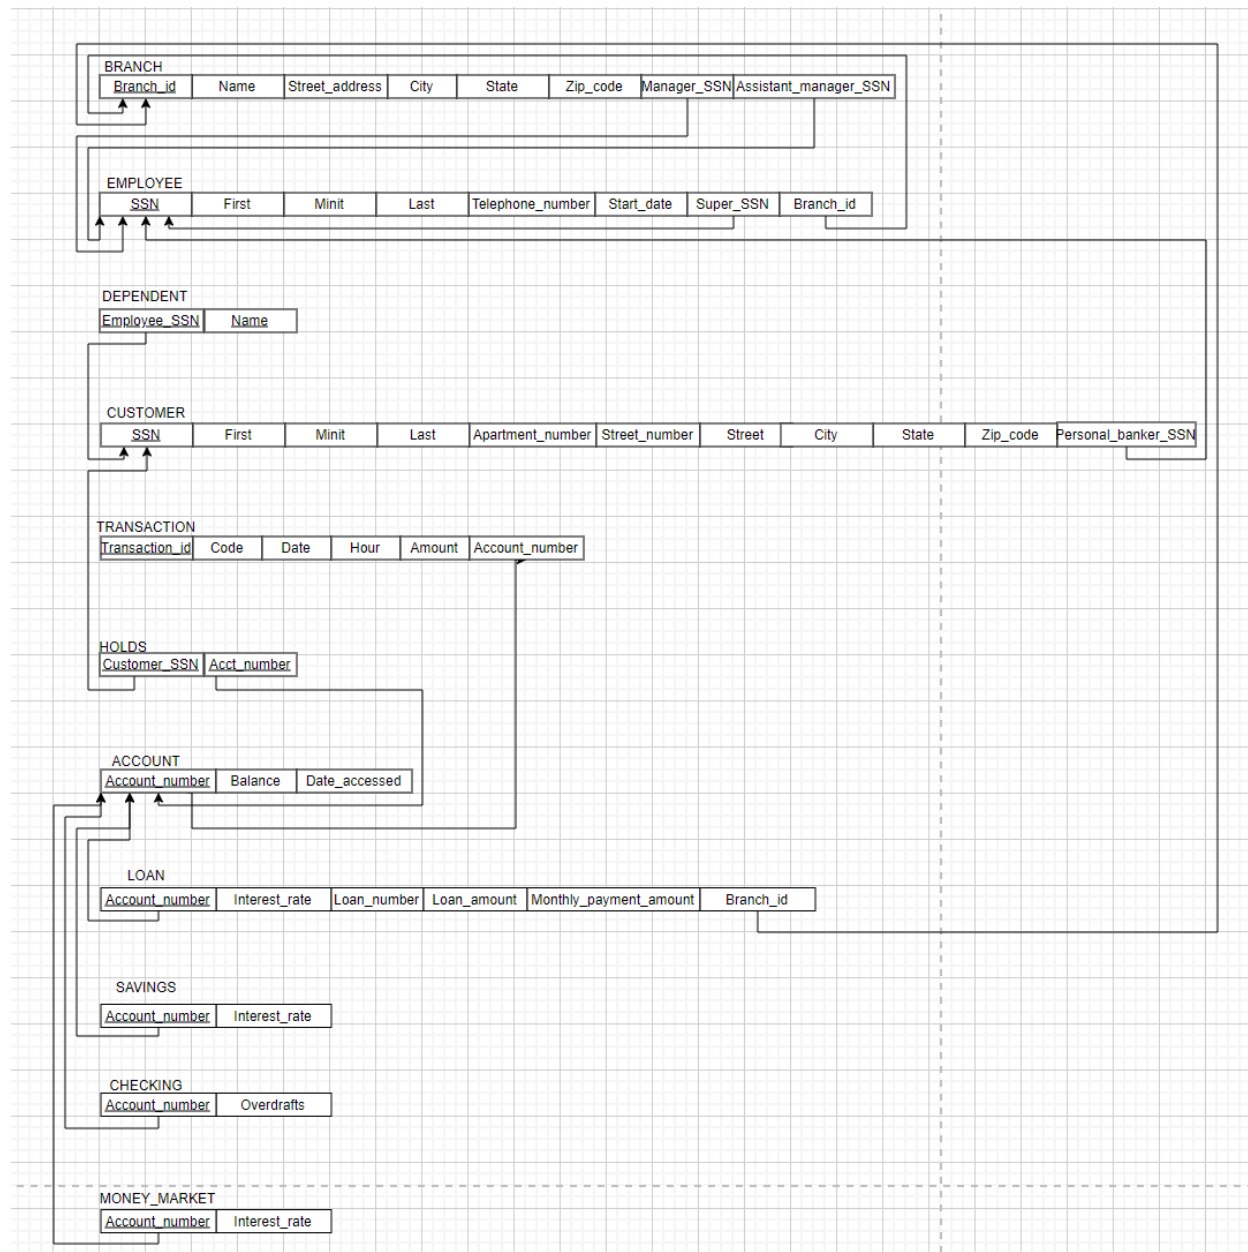 BRANCH
Branch_id Name Street_address City State Zip_code Manager_SSN Assistant_manager_SSN
EMPLOYEE
SSN First Minit Last Telephone_number Start_date Super_SSN Branch_id
DEPENDENT
Employee_SSN Name
CUSTOMER
SSN First Minit Last Apartment_number Street_number Street City State Zip_code Personal_banker_SSN
TRANSACTION
Transaction_id Code Date Hour Amount Account_number
HOLDS
Customer_SSN Acct_number
ACCOUNT
Account_number Balance Date_accessed
LOAN
Account_number Interest_rate Loan_number Loan_amount Monthly_payment_amount Branch_id
SAVINGS
Account_number Interest_rate
CHECKING
Account_number Overdrafts
MONEY_MARKET
Account_number Interest_rate